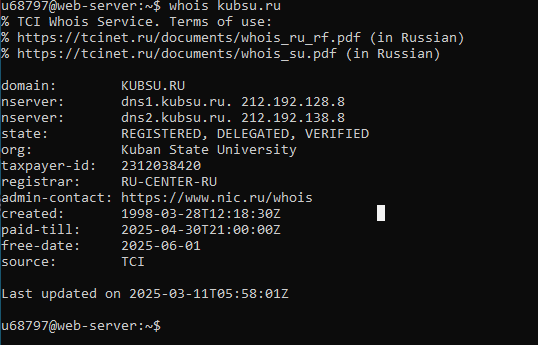 u68797@web-server:~$ whois kubsu.ru
% TCI Whois Service. Terms of use:
% https://tcinet.ru/documents/whois_ru_rf.pdf (in Russian)
% https://tcinet.ru/documents/whois_su.pdf (in Russian)

domain:        KUBSU.RU
nserver:       dns1.kubsu.ru. 212.192.128.8
nserver:       dns2.kubsu.ru. 212.192.138.8
state:         REGISTERED, DELEGATED, VERIFIED
org:           Kuban State University
taxpayer-id:   2312038420
registrar:     RU-CENTER-RU
admin-contact: https://www.nic.ru/whois
created:       1998-03-28T12:18:30Z
paid-till:     2025-04-30T21:00:00Z
free-date:     2025-06-01
source:        TCI

Last updated on 2025-03-11T05:58:01Z

u68797@web-server:~$